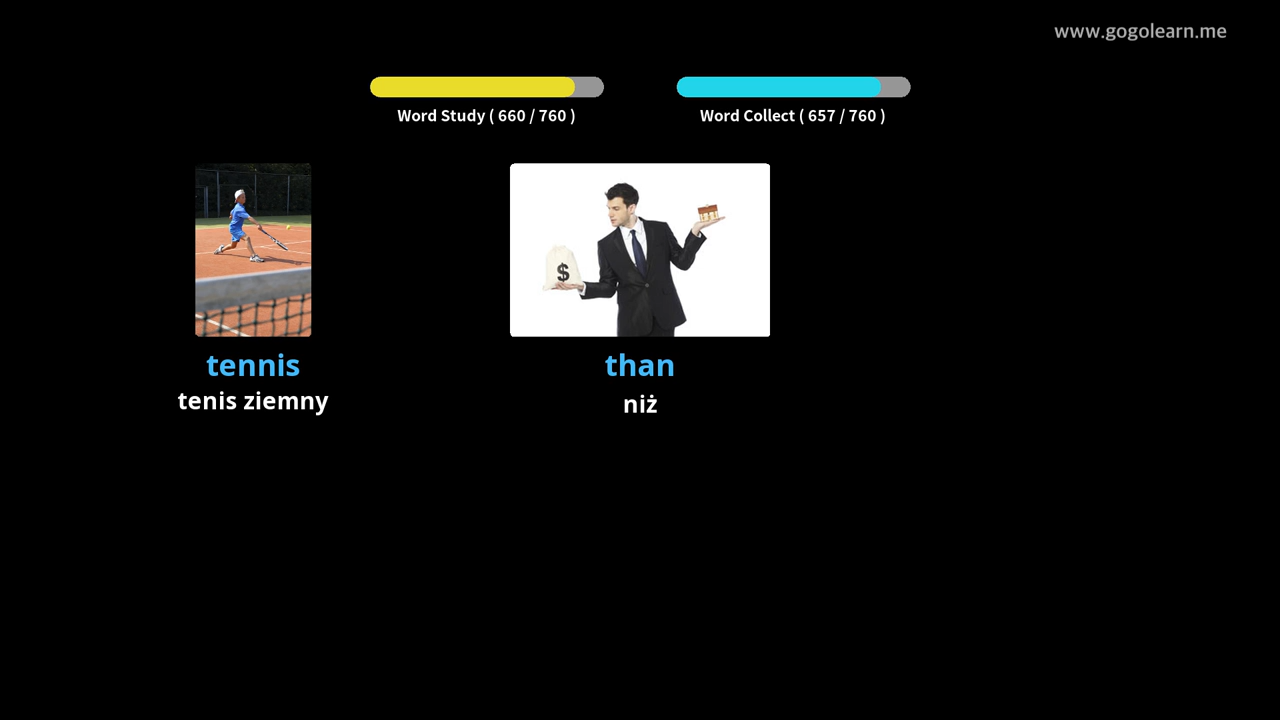 www.gogolearn.me
Word Study ( 660 / 760 )
Word Collect ( 657 / 760 )
$
tennis
tenis ziemny
than
niż